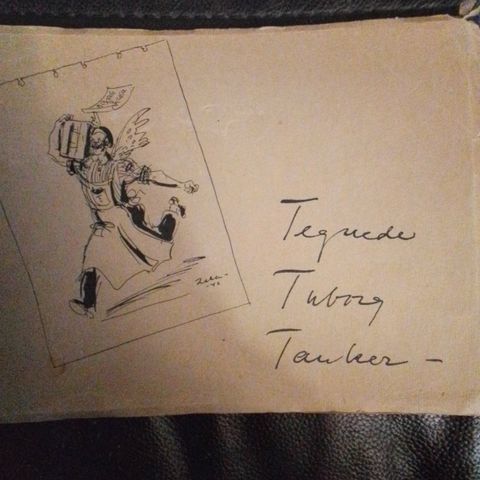 Tegnede
Tuborg
Tanker -